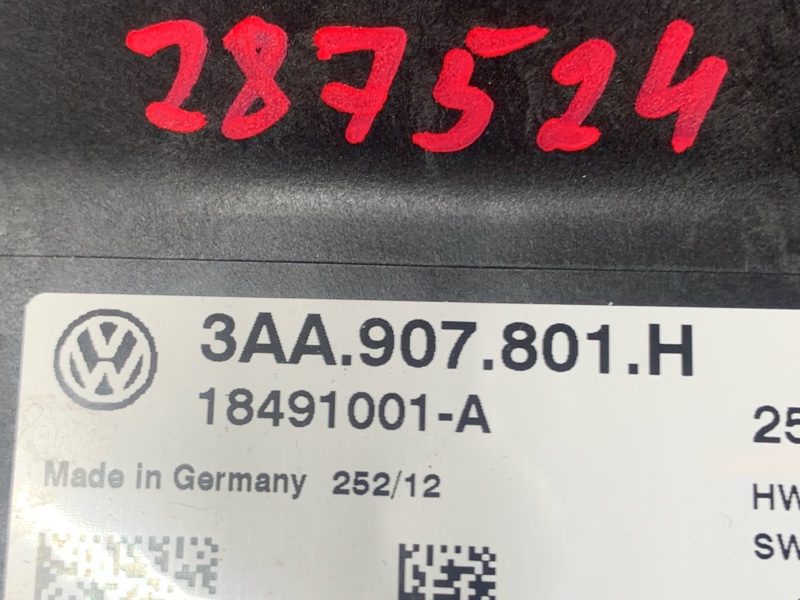 287524
3AA.907.801.H
18491001-A
25
Made in Germany 252/12
HW
SW